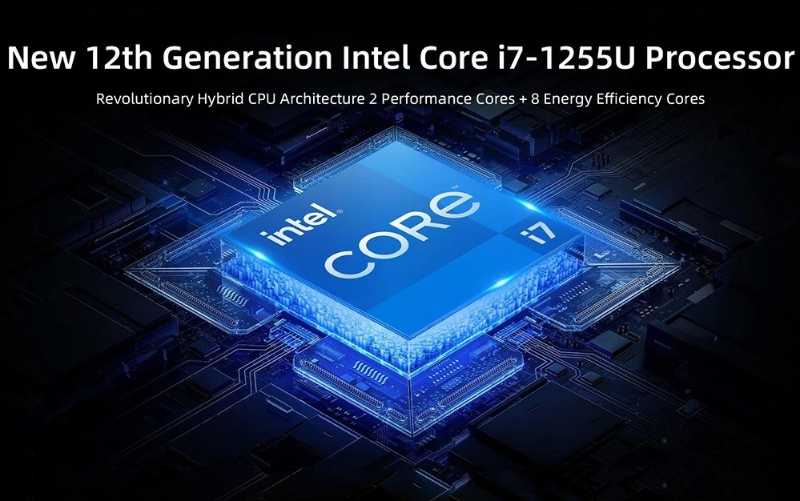 New 12th Generation Intel Core i7-1255U Processor
Revolutionary Hybrid CPU Architecture 2 Performance Cores + 8 Energy Efficiency Cores
intel®
CORE™
i7